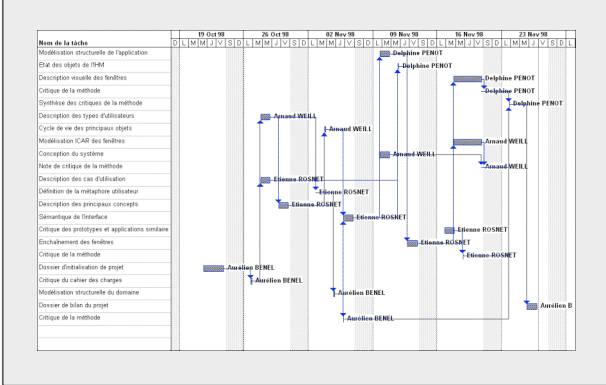 19 Oct 98 26 Oct 98 02 Nov 98 09 Nov 98 16 Nov 98 23 Nov 98
Nom de la tâche D L M M J V S D L M M J V S D L M M J V S D L M M J V S D L M M J V S D L M M J V S D L
Modélisation structurelle de l'application Delphine PENOT
Etat des objets de l'IHM Delphine PENOT
Description visuelle des fenêtres Delphine PENOT
Critique de la méthode Delphine PENOT
Synthèse des critiques de la méthode Delphine PENOT
Description des types d'utilisateurs Arnaud WEILL
Cycle de vie des principaux objets Arnaud WEILL
Modélisation ICAR des fenêtres Arnaud WEILL
Conception du système Arnaud WEILL
Note de critique de la méthode Arnaud WEILL
Description des cas d'utilisation Etienne ROSNET
Définition de la métaphore utilisateur Etienne ROSNET
Description des principaux concepts Etienne ROSNET
Sémantique de l'interface Etienne ROSNET
Critique des prototypes et applications similaire Etienne ROSNET
Enchaînement des fenêtres Etienne ROSNET
Critique de la méthode Etienne ROSNET
Dossier d'initialisation de projet Aurélien BENEL
Critique du cahier des charges Aurélien BENEL
Modélisation structurelle du domaine Aurélien BENEL
Dossier de bilan du projet Aurélien B
Critique de la méthode Aurélien BENEL